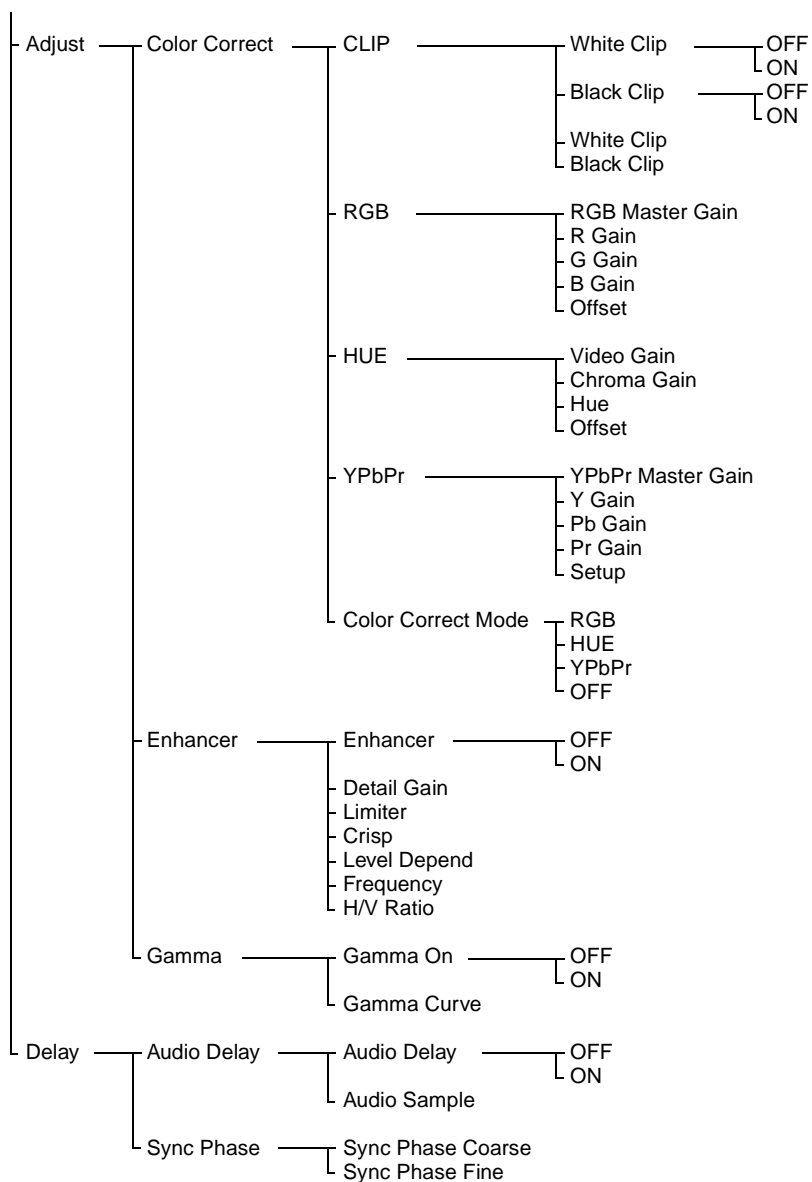 Adjust Color Correct CLIP White Clip OFF
ON
Black Clip OFF
ON
White Clip
Black Clip
RGB RGB Master Gain
R Gain
G Gain
B Gain
Offset
HUE Video Gain
Chroma Gain
Hue
Offset
YPbPr YPbPr Master Gain
Y Gain
Pb Gain
Pr Gain
Setup
Color Correct Mode RGB
HUE
YPbPr
OFF
Enhancer Enhancer OFF
ON
Detail Gain
Limiter
Crisp
Level Depend
Frequency
H/V Ratio
Gamma Gamma On OFF
ON
Gamma Curve
Delay Audio Delay Audio Delay OFF
ON
Audio Sample
Sync Phase Sync Phase Coarse
Sync Phase Fine